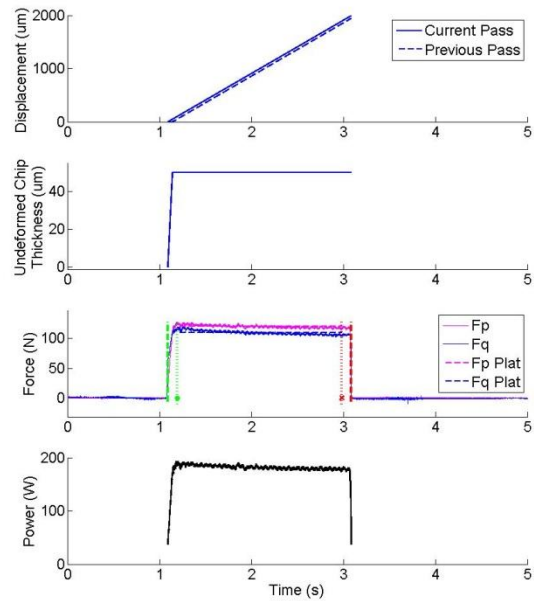 2000
1000
0
Displacement (um)
Current Pass
Previous Pass
0 1 2 3 4 5
40
20
0
Undeformed Chip
Thickness (um)
0 1 2 3 4 5
100
50
0
Force (N)
Fp
Fq
Fp Plat
Fq Plat
0 1 2 3 4 5
200
100
0
Power (W)
0 1 2 3 4 5
Time (s)